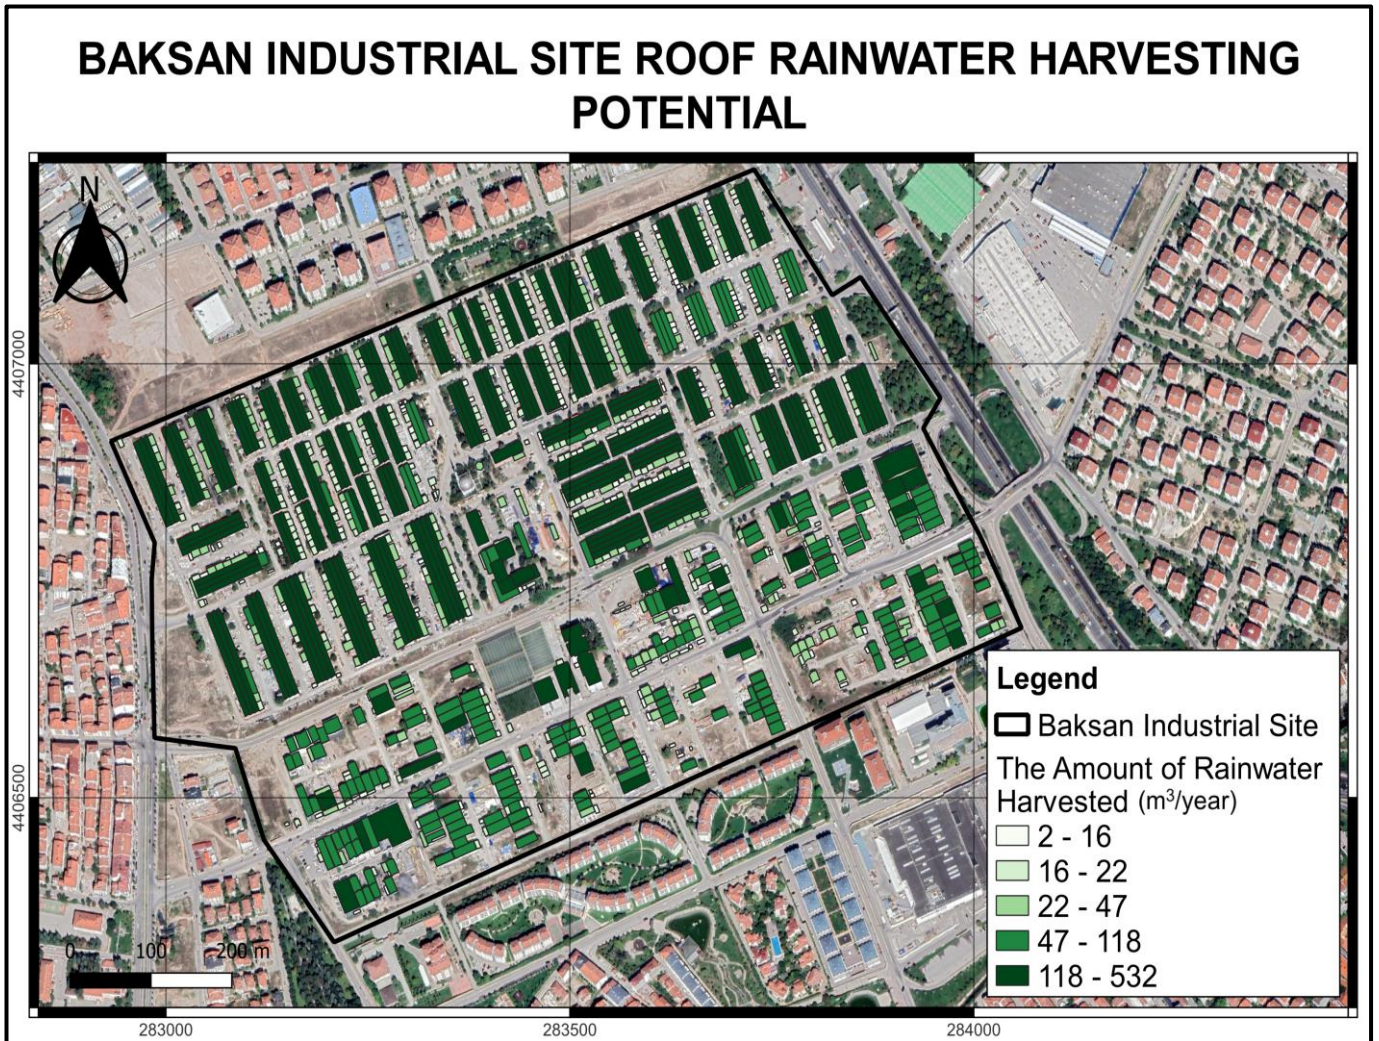 BAKSAN INDUSTRIAL SITE ROOF RAINWATER HARVESTING
POTENTIAL
N
4407000
4406500
Legend
Baksan Industrial Site
The Amount of Rainwater
Harvested (m³/year)
2 - 16
16 - 22
22 - 47
47 - 118
118 - 532
0 100 200 m
283000 283500 284000